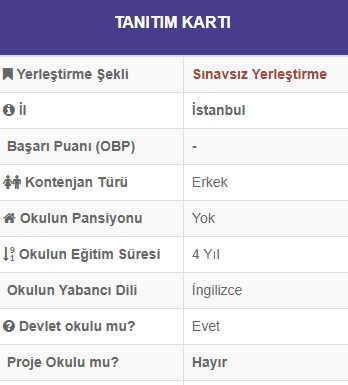 TANITIM KARTI
Yerleştirme Şekli Sınavsız Yerleştirme
İl İstanbul
Başarı Puanı (OBP) -
Kontenjan Türü Erkek
Okulun Pansiyonu Yok
Okulun Eğitim Süresi 4 Yıl
Okulun Yabancı Dili İngilizce
Devlet okulu mu? Evet
Proje Okulu mu? Hayır